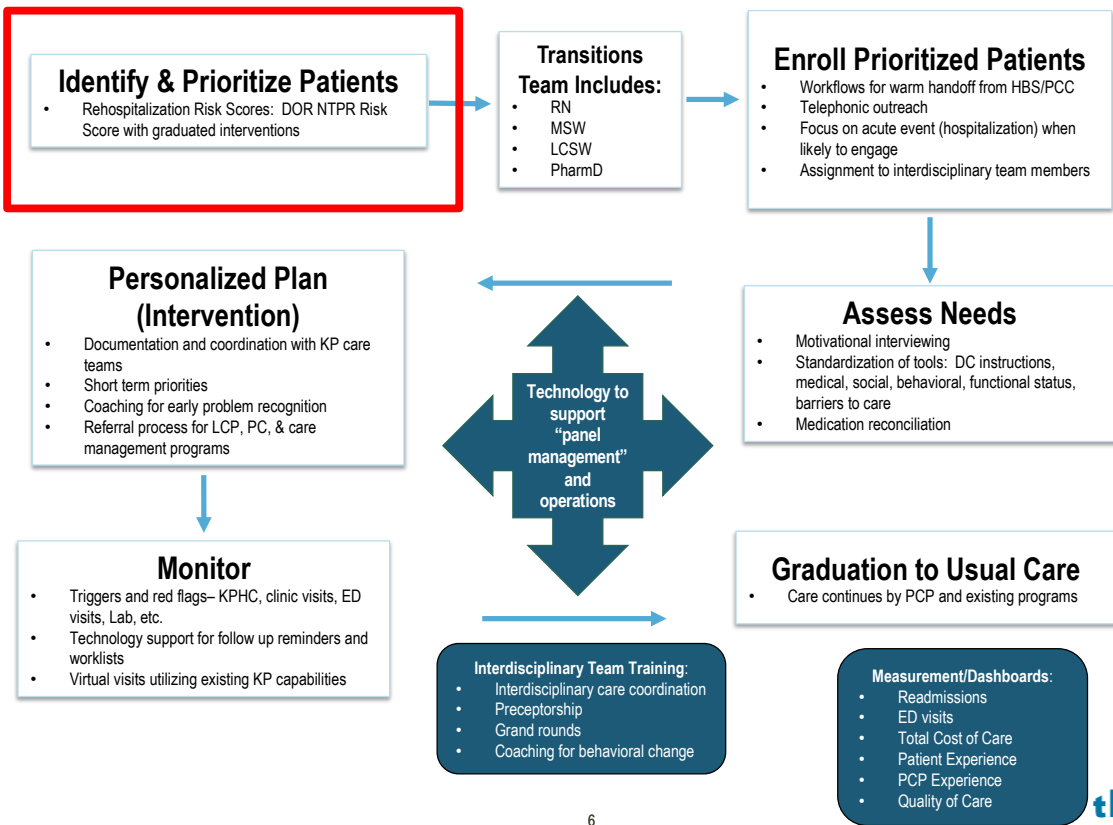 Identify & Prioritize Patients
• Rehospitalization Risk Scores: DOR NTPR Risk
Score with graduated interventions
Transitions
Team Includes:
• RN
• MSW
• LCSW
• PharmD
Enroll Prioritized Patients
• Workflows for warm handoff from HBS/PCC
• Telephonic outreach
• Focus on acute event (hospitalization) when
likely to engage
• Assignment to interdisciplinary team members
Assess Needs
• Motivational interviewing
• Standardization of tools: DC instructions,
medical, social, behavioral, functional status,
barriers to care
• Medication reconciliation
Personalized Plan
(Intervention)
• Documentation and coordination with KP care
teams
• Short term priorities
• Coaching for early problem recognition
• Referral process for LCP, PC, & care
management programs
Technology to
support
“panel
management”
and
operations
Monitor
• Triggers and red flags– KPHC, clinic visits, ED
visits, Lab, etc.
• Technology support for follow up reminders and
worklists
• Virtual visits utilizing existing KP capabilities
Graduation to Usual Care
• Care continues by PCP and existing programs
Interdisciplinary Team Training:
• Interdisciplinary care coordination
• Preceptorship
• Grand rounds
• Coaching for behavioral change
Measurement/Dashboards:
• Readmissions
• ED visits
• Total Cost of Care
• Patient Experience
• PCP Experience
• Quality of Care
6